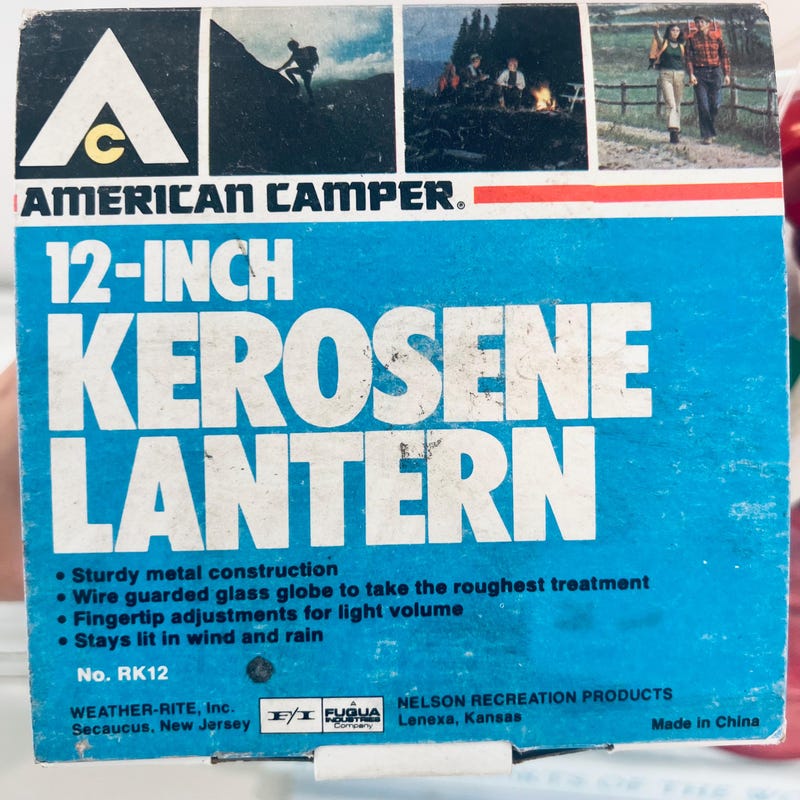 AC
AMERICAN CAMPER®
12-INCH
KEROSENE
LANTERN
• Sturdy metal construction
• Wire guarded glass globe to take the roughest treatment
• Fingertip adjustments for light volume
• Stays lit in wind and rain
No. RK12
WEATHER-RITE, Inc.
Secaucus, New Jersey
F/I
A
FUQUA
INDUSTRIES
Company
NELSON RECREATION PRODUCTS
Lenexa, Kansas
Made in China